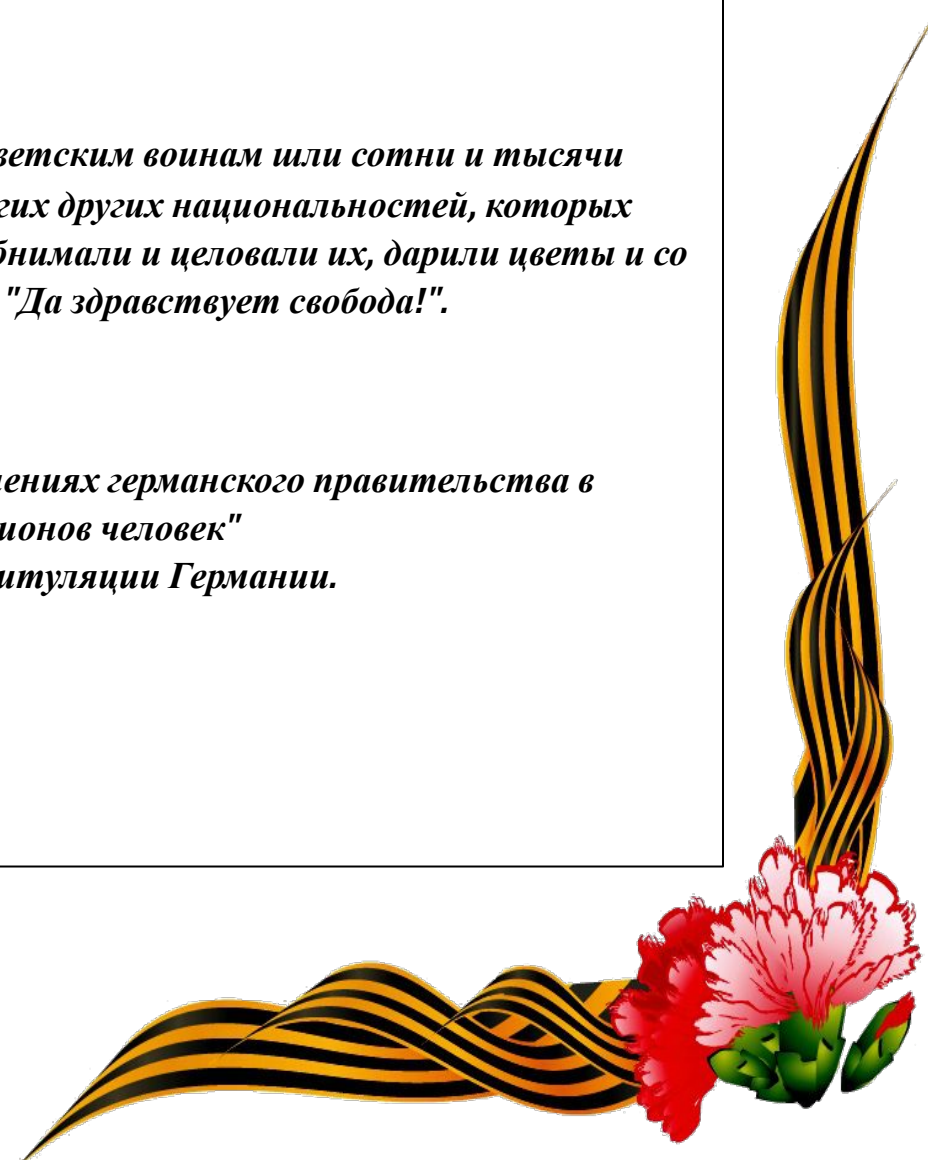 ветским воинам шли сотни и тысячи
гих других национальностей, которых
бнимали и целовали их, дарили цветы и со
"Да здравствует свобода!".
лениях германского правительства в
ионов человек"
итуляции Германии.